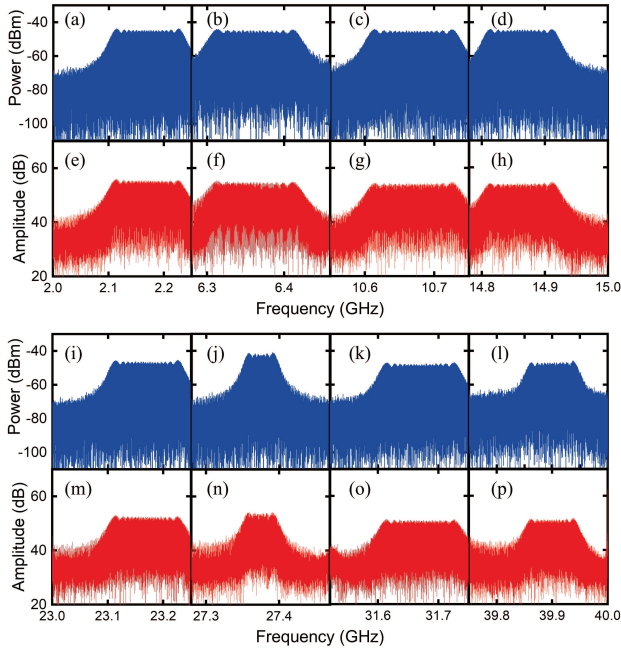 (a) (b) (c) (d)
-40
-60
-80
-100
Power (dBm)
(e) (f) (g) (h)
60
40
20
Amplitude (dB)
2.0 2.1 2.2 6.3 6.4 10.6 10.7 14.8 14.9 15.0
Frequency (GHz)
(i) (j) (k) (l)
-40
-60
-80
-100
Power (dBm)
(m) (n) (o) (p)
60
40
20
Amplitude (dB)
23.0 23.1 23.2 27.3 27.4 31.6 31.7 39.8 39.9 40.0
Frequency (GHz)